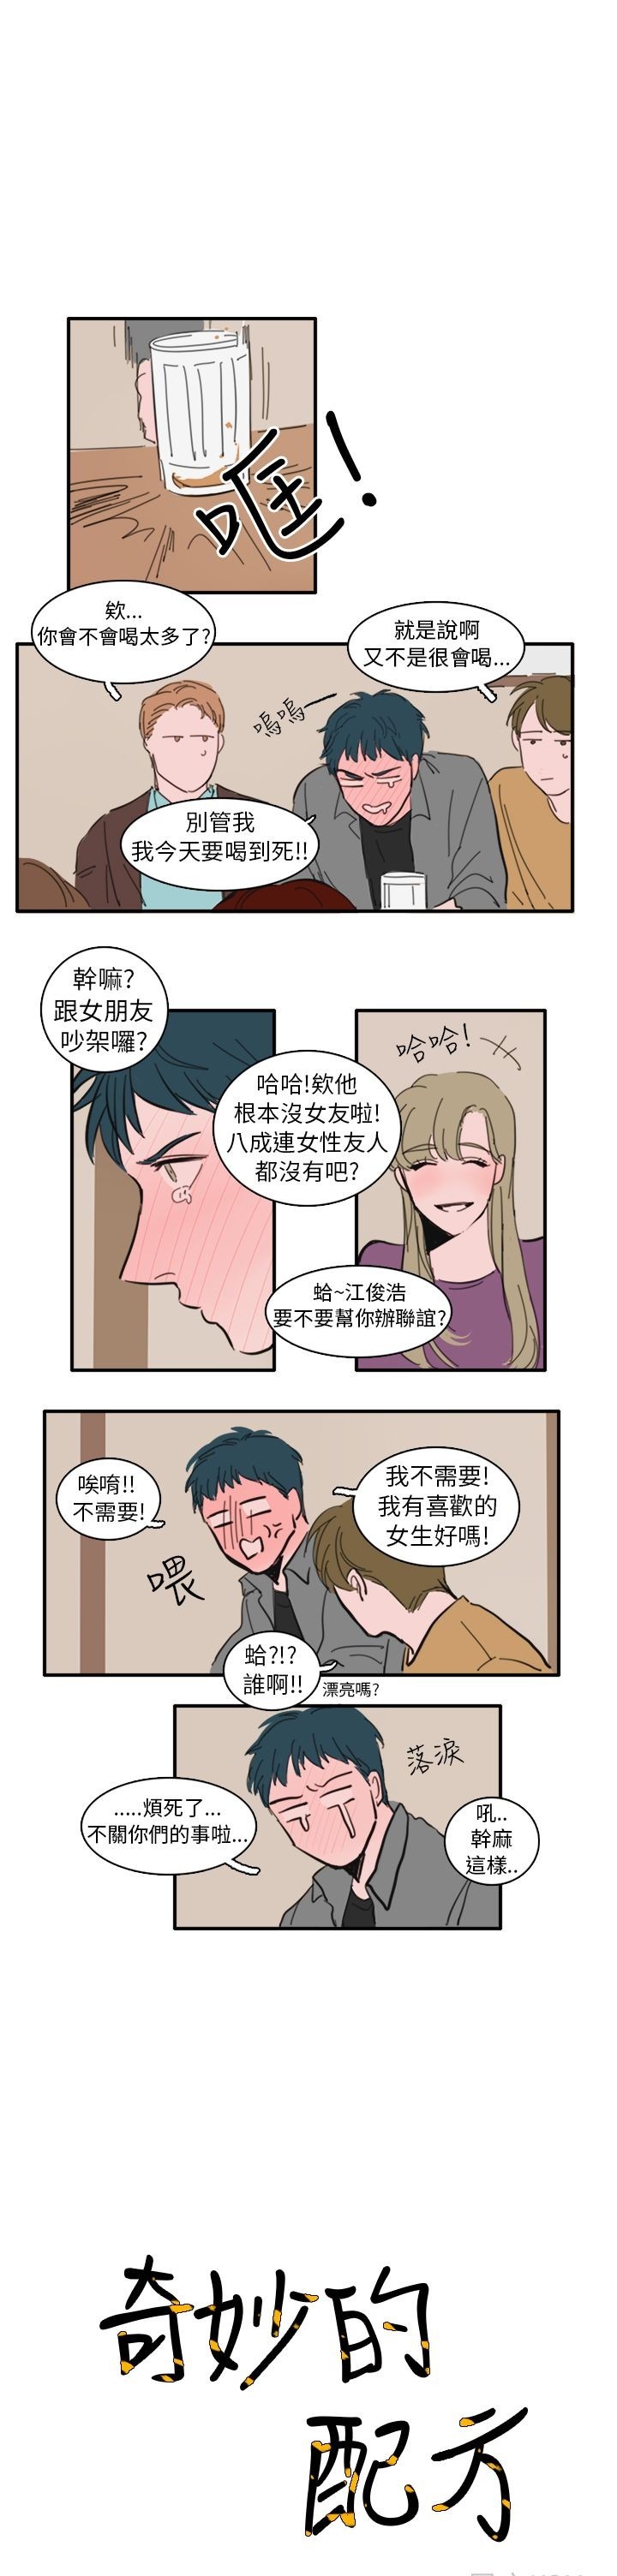 哐!
欸...
你會不會喝太多了?
就是說啊
又不是很會喝...
嗚嗚一
別管我
我今天要喝到死!!
幹嘛?
跟女朋友
吵架囉?
哈哈!欸他
根本沒女友啦!
八成連女性友人
都沒有吧?
哈哈!
蛤~江俊浩
要不要幫你辦聯誼?
唉唷!!
不需要!
我不需要!
我有喜歡的
女生好嗎!
喂
蛤?!?
誰啊!!
漂亮嗎?
落淚
.....煩死了...
不關你們的事啦...
吼..
幹麻
這樣..
奇妙的
配方